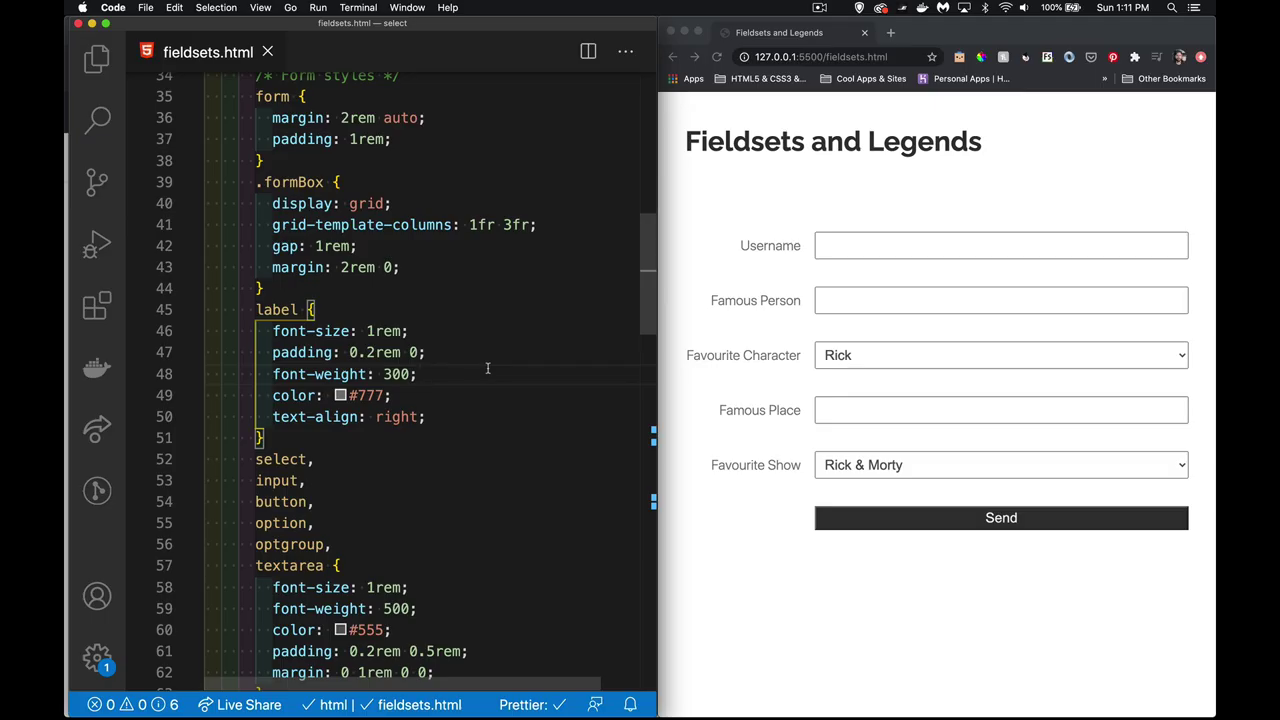 Code File Edit Selection View Go Run Terminal Window Help 100% Sun 1:11 PM
fieldsets.html — select
fieldsets.html
34 /* Form styles */
35 form {
36 margin: 2rem auto;
37 padding: 1rem;
38 }
39 .formBox {
40 display: grid;
41 grid-template-columns: 1fr 3fr;
42 gap: 1rem;
43 margin: 2rem 0;
44 }
45 label {
46 font-size: 1rem;
47 padding: 0.2rem 0;
48 font-weight: 300;
49 color: #777;
50 text-align: right;
51 }
52 select,
53 input,
54 button,
55 option,
56 optgroup,
57 textarea {
58 font-size: 1rem;
59 font-weight: 500;
60 color: #555;
61 padding: 0.2rem 0.5rem;
62 margin: 0 1rem 0 0;
1
0 0 6 Live Share html | fieldsets.html Prettier:
Fieldsets and Legends
127.0.0.1:5500/fieldsets.html
Apps HTML5 & CSS3 &... Cool Apps & Sites Personal Apps | H... » Other Bookmarks
Fieldsets and Legends
Username
Famous Person
Favourite Character Rick
Famous Place
Favourite Show Rick & Morty
Send